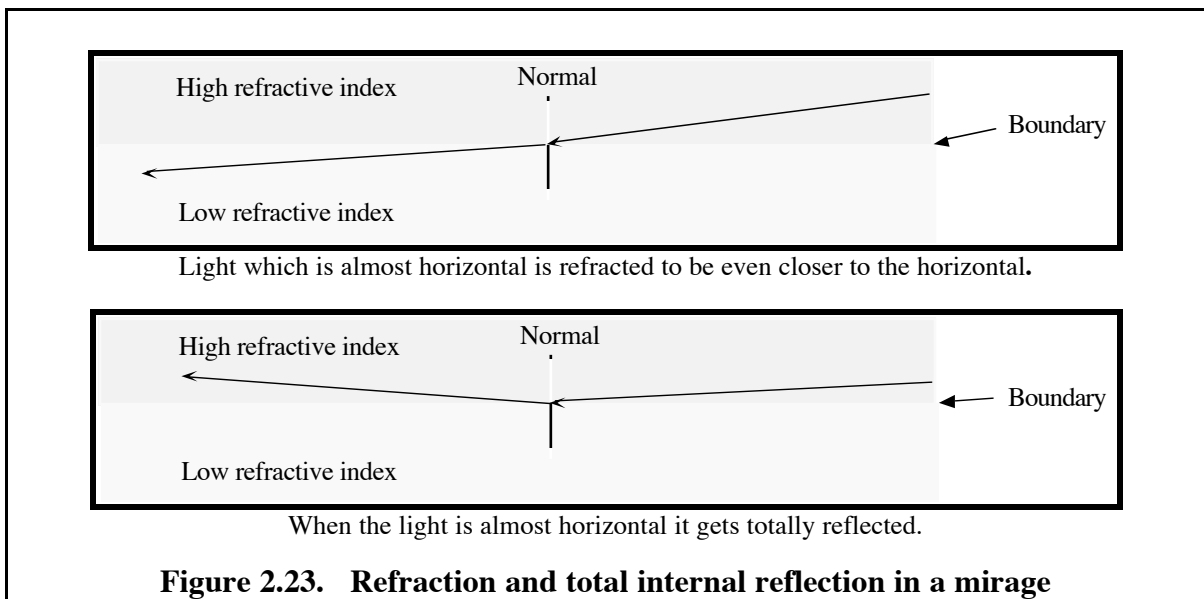 Normal
High refractive index
Boundary
Low refractive index
Light which is almost horizontal is refracted to be even closer to the horizontal.
Normal
High refractive index
Boundary
Low refractive index
When the light is almost horizontal it gets totally reflected.
Figure 2.23. Refraction and total internal reflection in a mirage